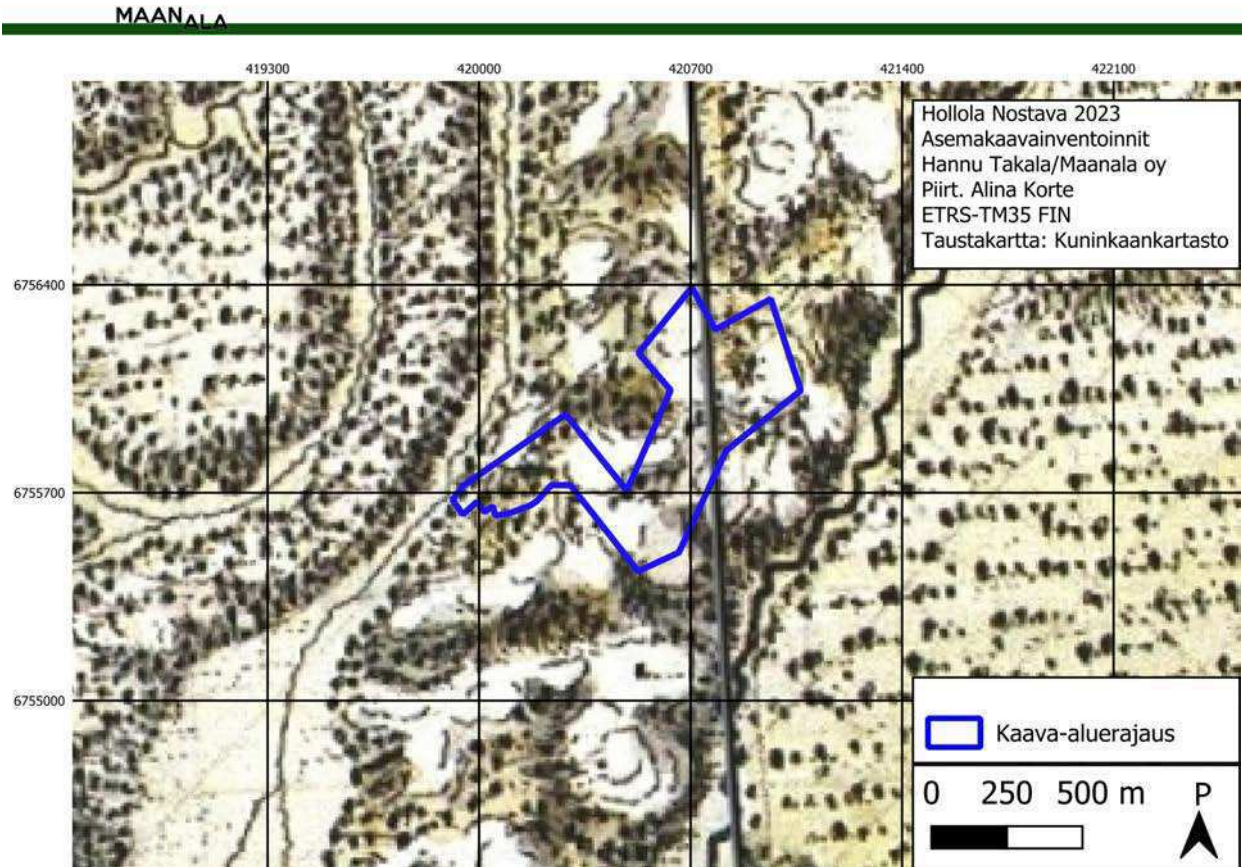 MAANALA
419300 420000 420700 421400 422100
Hollola Nostava 2023
Asemakaavainventoinnit
Hannu Takala/Maanala oy
Piirt. Alina Korte
ETRS-TM35 FIN
Taustakartta: Kuninkaankartasto
6756400
6755700
6755000
Kaava-aluerajaus
0 250 500 m P